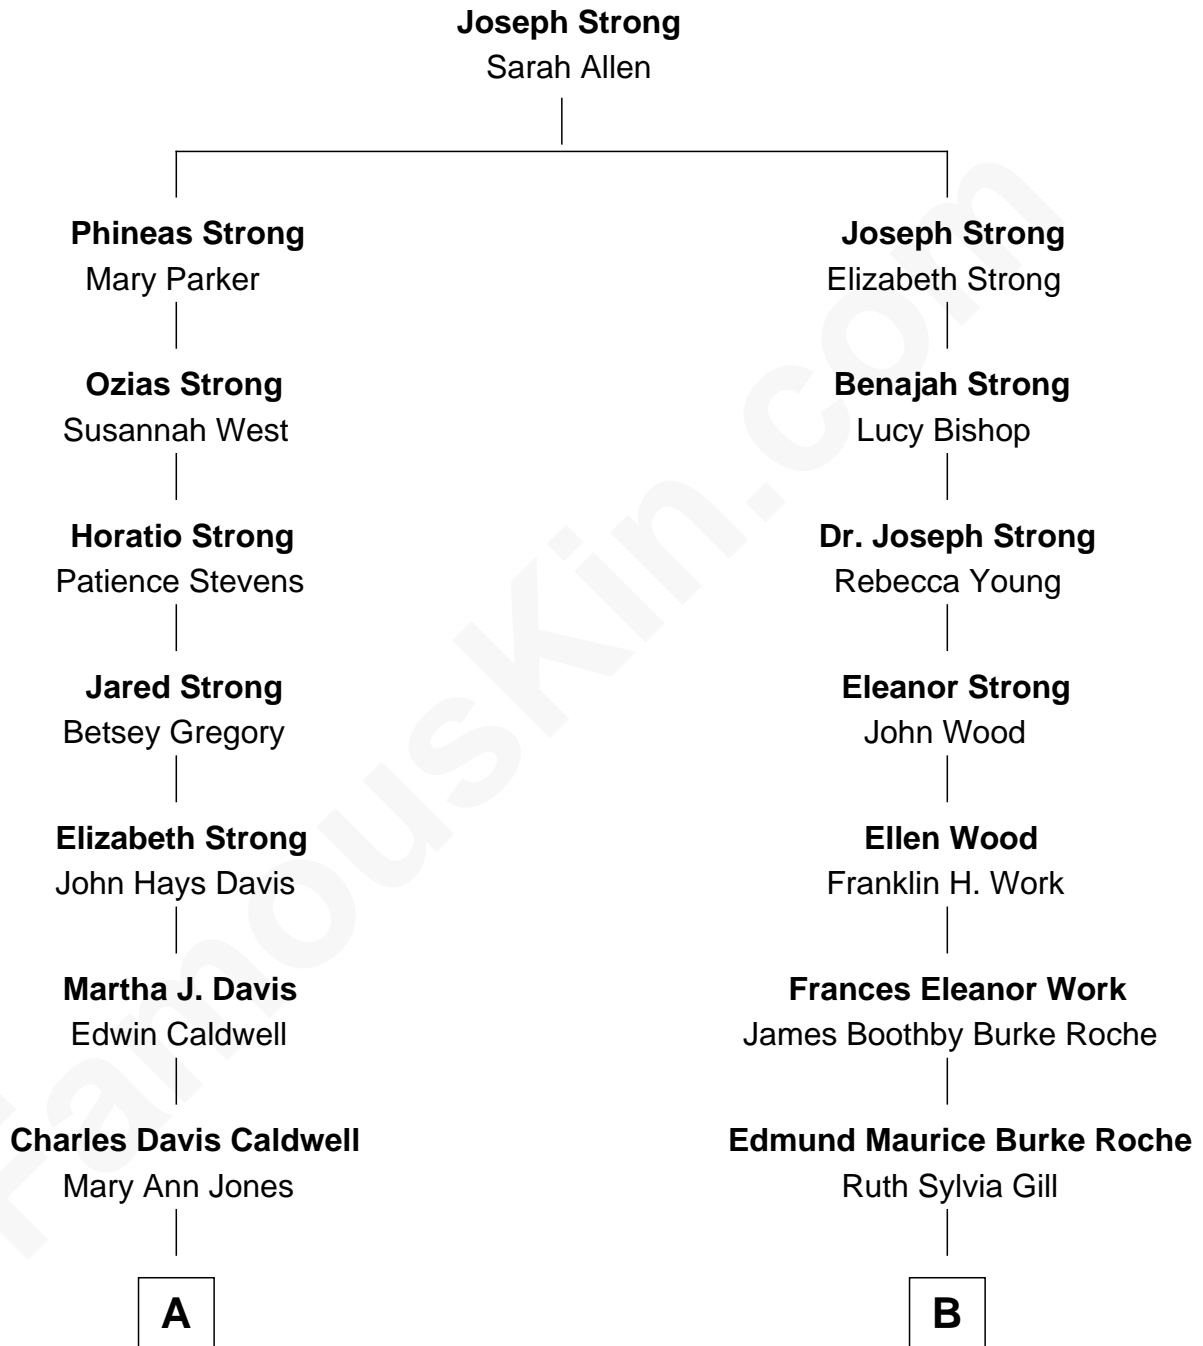 Joseph Strong
Sarah Allen
Phineas Strong
Mary Parker
Joseph Strong
Elizabeth Strong
Ozias Strong
Susannah West
Benajah Strong
Lucy Bishop
Horatio Strong
Patience Stevens
Dr. Joseph Strong
Rebecca Young
Jared Strong
Betsey Gregory
Eleanor Strong
John Wood
Elizabeth Strong
John Hays Davis
Ellen Wood
Franklin H. Work
Martha J. Davis
Edwin Caldwell
Frances Eleanor Work
James Boothby Burke Roche
Charles Davis Caldwell
Mary Ann Jones
Edmund Maurice Burke Roche
Ruth Sylvia Gill
A
B
FamousKin.com